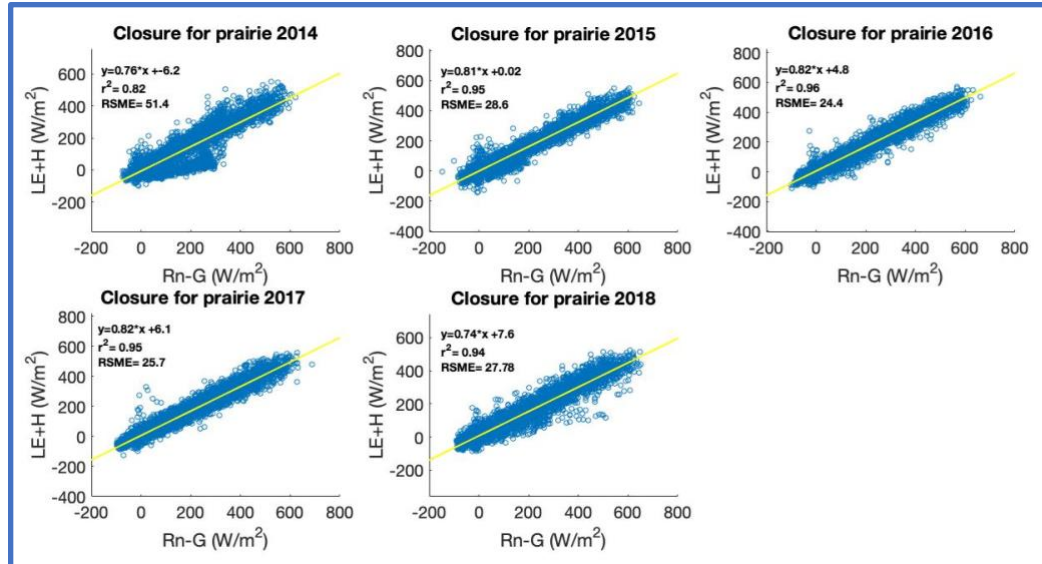 Closure for prairie 2014
y=0.76*x +-6.2
r² = 0.82
RSME= 51.4
600
400
200
0
-200
LE+H (W/m²)
-200 0 200 400 600 800
Rn-G (W/m²)
Closure for prairie 2015
y=0.81*x +0.02
r² = 0.95
RSME= 28.6
800
600
400
200
0
-200
-400
LE+H (W/m²)
-200 0 200 400 600 800
Rn-G (W/m²)
Closure for prairie 2016
y=0.82*x +4.8
r² = 0.96
RSME= 24.4
800
600
400
200
0
-200
-400
LE+H (W/m²)
-200 0 200 400 600 800
Rn-G (W/m²)
Closure for prairie 2017
y=0.82*x +6.1
r² = 0.95
RSME= 25.7
800
600
400
200
0
-200
-400
LE+H (W/m²)
-200 0 200 400 600 800
Rn-G (W/m²)
Closure for prairie 2018
y=0.74*x +7.6
r² = 0.94
RSME= 27.78
600
400
200
0
-200
LE+H (W/m²)
-200 0 200 400 600 800
Rn-G (W/m²)